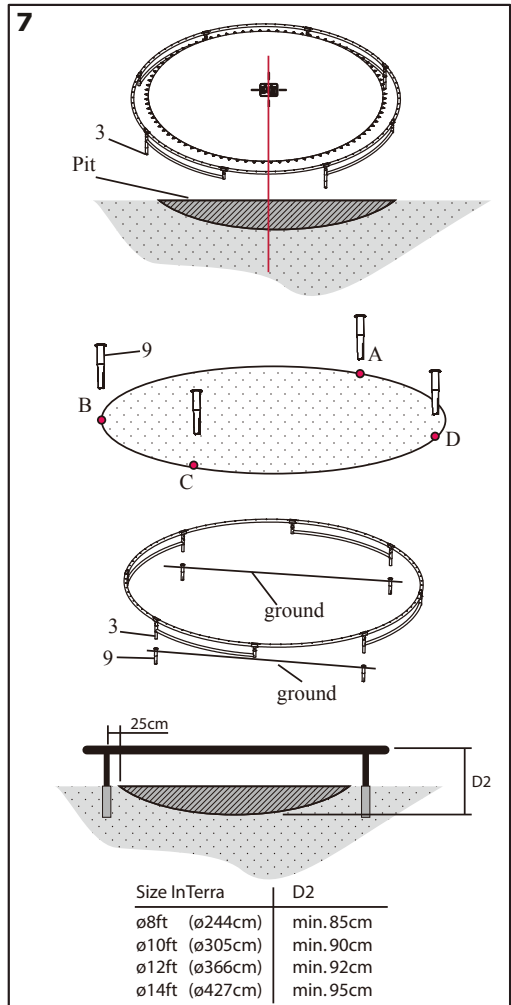 7
3
Pit
9
A
B
D
C
ground
3
9
ground
25cm
D2
Size InTerra D2
ø8ft (ø244cm) min. 85cm
ø10ft (ø305cm) min. 90cm
ø12ft (ø366cm) min. 92cm
ø14ft (ø427cm) min. 95cm